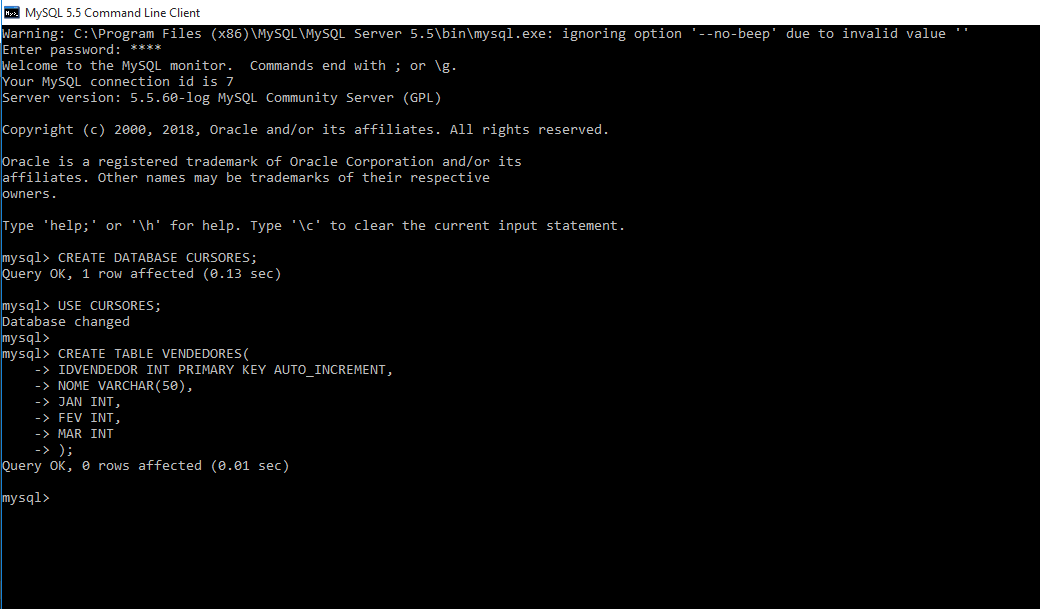 MySQL 5.5 Command Line Client
Warning: C:\Program Files (x86)\MySQL\MySQL Server 5.5\bin\mysql.exe: ignoring option '--no-beep' due to invalid value ''
Enter password: ****
Welcome to the MySQL monitor.  Commands end with ; or \g.
Your MySQL connection id is 7
Server version: 5.5.60-log MySQL Community Server (GPL)

Copyright (c) 2000, 2018, Oracle and/or its affiliates. All rights reserved.

Oracle is a registered trademark of Oracle Corporation and/or its
affiliates. Other names may be trademarks of their respective
owners.

Type 'help;' or '\h' for help. Type '\c' to clear the current input statement.

mysql> CREATE DATABASE CURSORES;
Query OK, 1 row affected (0.13 sec)

mysql> USE CURSORES;
Database changed
mysql>
mysql> CREATE TABLE VENDEDORES(
    -> IDVENDEDOR INT PRIMARY KEY AUTO_INCREMENT,
    -> NOME VARCHAR(50),
    -> JAN INT,
    -> FEV INT,
    -> MAR INT
    -> );
Query OK, 0 rows affected (0.01 sec)

mysql>